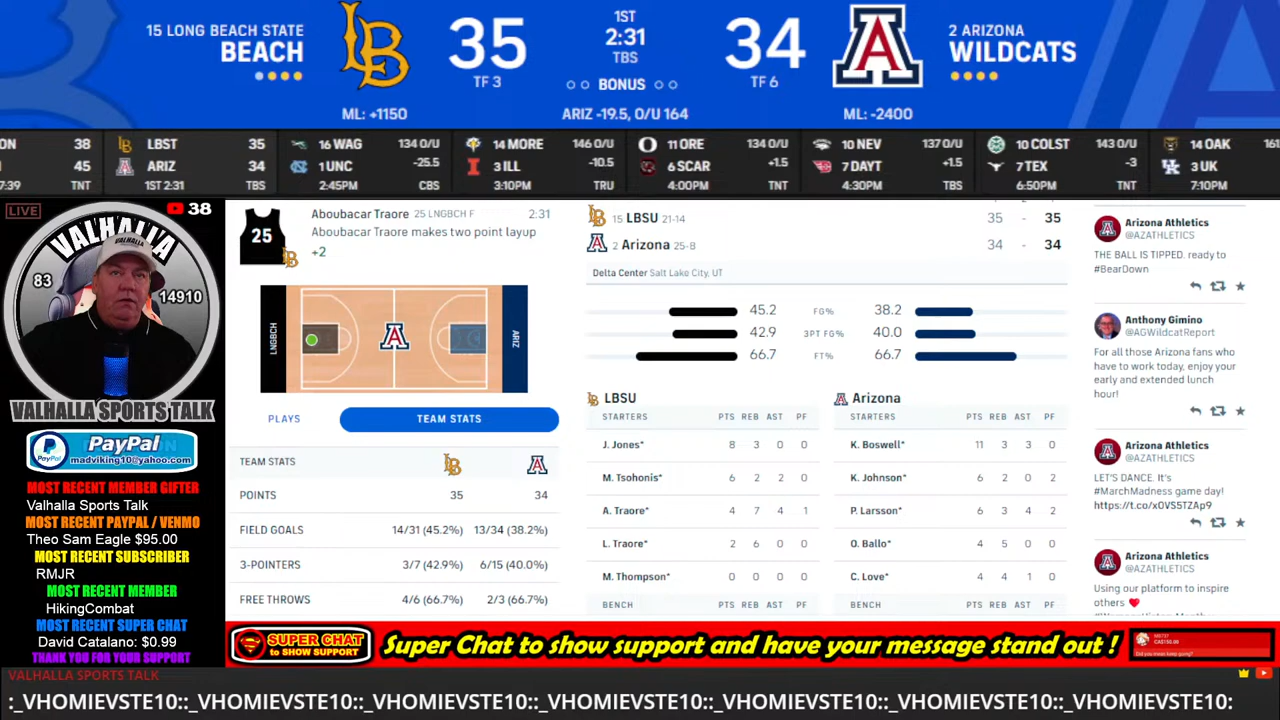 15 LONG BEACH STATE
BEACH
35
TF 3
ML: +1150
1ST
2:31
TBS
BONUS
ARIZ -19.5, O/U 164
34
TF 6
2 ARIZONA
WILDCATS
ML: -2400
ON 38
45
7:39 TNT
LBST 35
ARIZ 34
1ST 2:31 TBS
16 WAG 134 O/U
1 UNC -25.5
2:45PM CBS
14 MORE 146 O/U
3 ILL -10.5
3:10PM TRU
11 ORE 134 O/U
6 SCAR +1.5
4:00PM TNT
10 NEV 137 O/U
7 DAYT +1.5
4:30PM TBS
10 COLST 143 O/U
7 TEX -3
6:50PM TNT
14 OAK 161
3 UK
7:10PM
LIVE
38
VALHALLA
83
14910
VALHALLA SPORTS TALK
PayPal
madviking10@yahoo.com
MOST RECENT MEMBER GIFTER
Valhalla Sports Talk
MOST RECENT PAYPAL / VENMO
Theo Sam Eagle $95.00
MOST RECENT SUBSCRIBER
RMJR
MOST RECENT MEMBER
HikingCombat
MOST RECENT SUPER CHAT
David Catalano: $0.99
THANK YOU FOR YOUR SUPPORT
25
Aboubacar Traore 25 LNGBCH F 2:31
Aboubacar Traore makes two point layup
+2
LNGBCH
ARIZ
PLAYS
TEAM STATS
TEAM STATS
POINTS 35 34
FIELD GOALS 14/31 (45.2%) 13/34 (38.2%)
3-POINTERS 3/7 (42.9%) 6/15 (40.0%)
FREE THROWS 4/6 (66.7%) 2/3 (66.7%)
15 LBSU 21-14 35 - 35
2 Arizona 25-8 34 - 34
Delta Center Salt Lake City, UT
45.2 FG% 38.2
42.9 3PT FG% 40.0
66.7 FT% 66.7
LBSU
STARTERS PTS REB AST PF
J. Jones* 8 3 0 0
M. Tsohonis* 6 2 2 0
A. Traore* 4 7 4 1
L. Traore* 2 6 0 0
M. Thompson* 0 0 0 0
BENCH PTS REB AST PF
Arizona
STARTERS PTS REB AST PF
K. Boswell* 11 3 3 0
K. Johnson* 6 2 0 2
P. Larsson* 6 3 4 2
O. Ballo* 4 5 0 0
C. Love* 4 4 1 0
BENCH PTS REB AST PF
Arizona Athletics
@AZATHLETICS
THE BALL IS TIPPED. ready to
#BearDown
Anthony Gimino
@AGWildcatReport
For all those Arizona fans who
have to work today, enjoy your
early and extended lunch
hour!
Arizona Athletics
@AZATHLETICS
LET'S DANCE. It's
#MarchMadness game day!
https://t.co/xOVS5TZAp9
Arizona Athletics
@AZATHLETICS
Using our platform to inspire
others
SUPER CHAT
to SHOW SUPPORT
Super Chat to show support and have your message stand out !
VALHALLA SPORTS TALK
:_VHOMIEVSTE10::_VHOMIEVSTE10::_VHOMIEVSTE10::_VHOMIEVSTE10::_VHOMIEVSTE10::_VHOMIEVSTE10::_VHOMIEVSTE10: